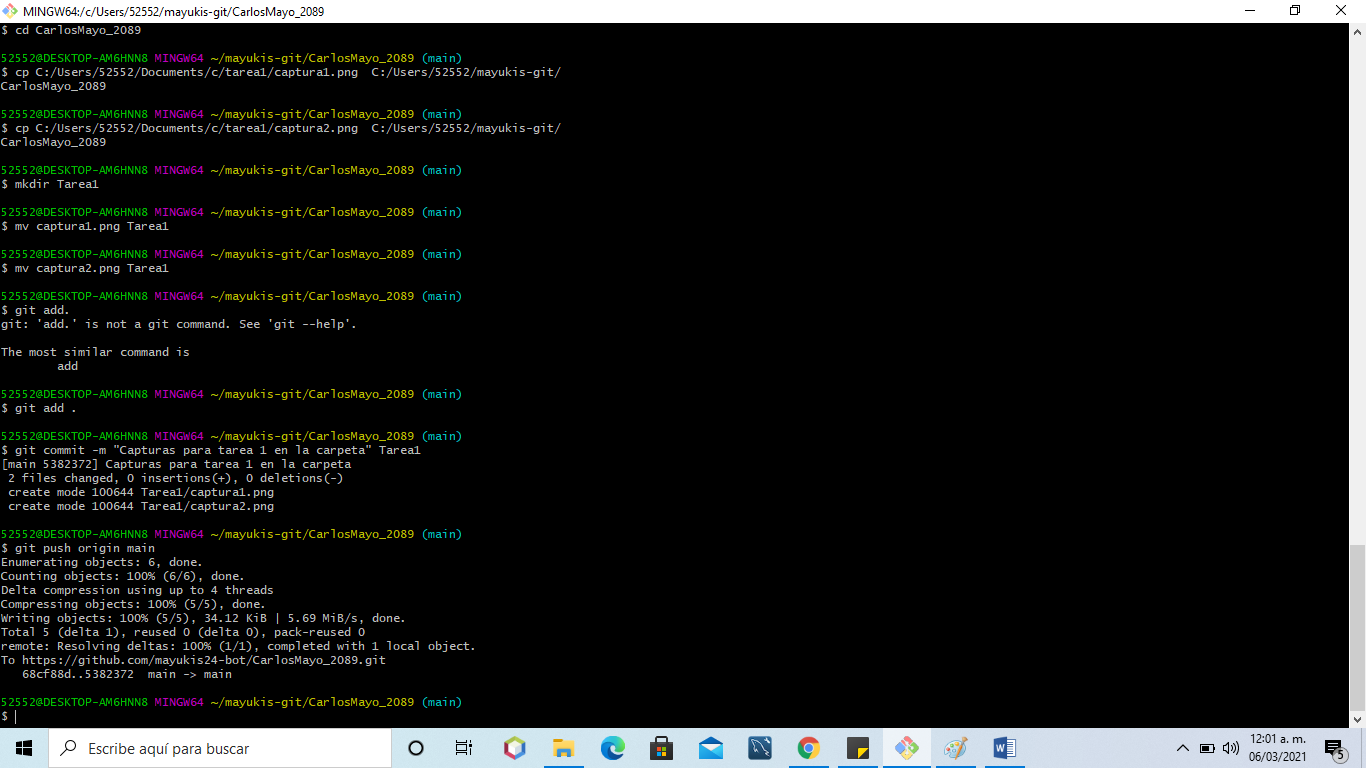 MINGW64:/c/Users/52552/mayukis-git/CarlosMayo_2089
$ cd CarlosMayo_2089
52552@DESKTOP-AM6HNN8 MINGW64 ~/mayukis-git/CarlosMayo_2089 (main)
$ cp C:/Users/52552/Documents/c/tarea1/captura1.png  C:/Users/52552/mayukis-git/
CarlosMayo_2089
52552@DESKTOP-AM6HNN8 MINGW64 ~/mayukis-git/CarlosMayo_2089 (main)
$ cp C:/Users/52552/Documents/c/tarea1/captura2.png  C:/Users/52552/mayukis-git/
CarlosMayo_2089
52552@DESKTOP-AM6HNN8 MINGW64 ~/mayukis-git/CarlosMayo_2089 (main)
$ mkdir Tarea1
52552@DESKTOP-AM6HNN8 MINGW64 ~/mayukis-git/CarlosMayo_2089 (main)
$ mv captura1.png Tarea1
52552@DESKTOP-AM6HNN8 MINGW64 ~/mayukis-git/CarlosMayo_2089 (main)
$ mv captura2.png Tarea1
52552@DESKTOP-AM6HNN8 MINGW64 ~/mayukis-git/CarlosMayo_2089 (main)
$ git add.
git: 'add.' is not a git command. See 'git --help'.
The most similar command is
        add
52552@DESKTOP-AM6HNN8 MINGW64 ~/mayukis-git/CarlosMayo_2089 (main)
$ git add .
52552@DESKTOP-AM6HNN8 MINGW64 ~/mayukis-git/CarlosMayo_2089 (main)
$ git commit -m "Capturas para tarea 1 en la carpeta" Tarea1
[main 5382372] Capturas para tarea 1 en la carpeta
 2 files changed, 0 insertions(+), 0 deletions(-)
 create mode 100644 Tarea1/captura1.png
 create mode 100644 Tarea1/captura2.png
52552@DESKTOP-AM6HNN8 MINGW64 ~/mayukis-git/CarlosMayo_2089 (main)
$ git push origin main
Enumerating objects: 6, done.
Counting objects: 100% (6/6), done.
Delta compression using up to 4 threads
Compressing objects: 100% (5/5), done.
Writing objects: 100% (5/5), 34.12 KiB | 5.69 MiB/s, done.
Total 5 (delta 1), reused 0 (delta 0), pack-reused 0
remote: Resolving deltas: 100% (1/1), completed with 1 local object.
To https://github.com/mayukis24-bot/CarlosMayo_2089.git
   68cf88d..5382372  main -> main
52552@DESKTOP-AM6HNN8 MINGW64 ~/mayukis-git/CarlosMayo_2089 (main)
$
Escribe aquí para buscar
12:01 a. m.
06/03/2021
5